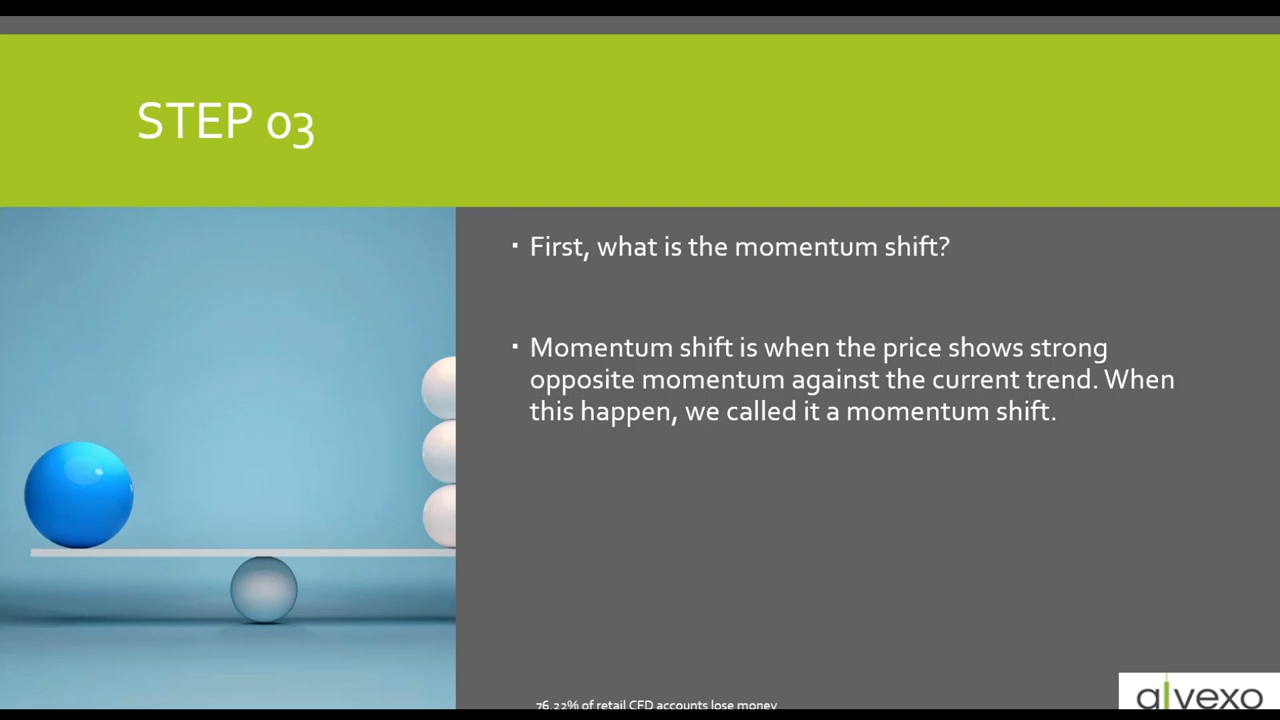 STEP 03
▪ First, what is the momentum shift?
▪ Momentum shift is when the price shows strong
opposite momentum against the current trend. When
this happen, we called it a momentum shift.
76.22% of retail CFD accounts lose money
alvexo